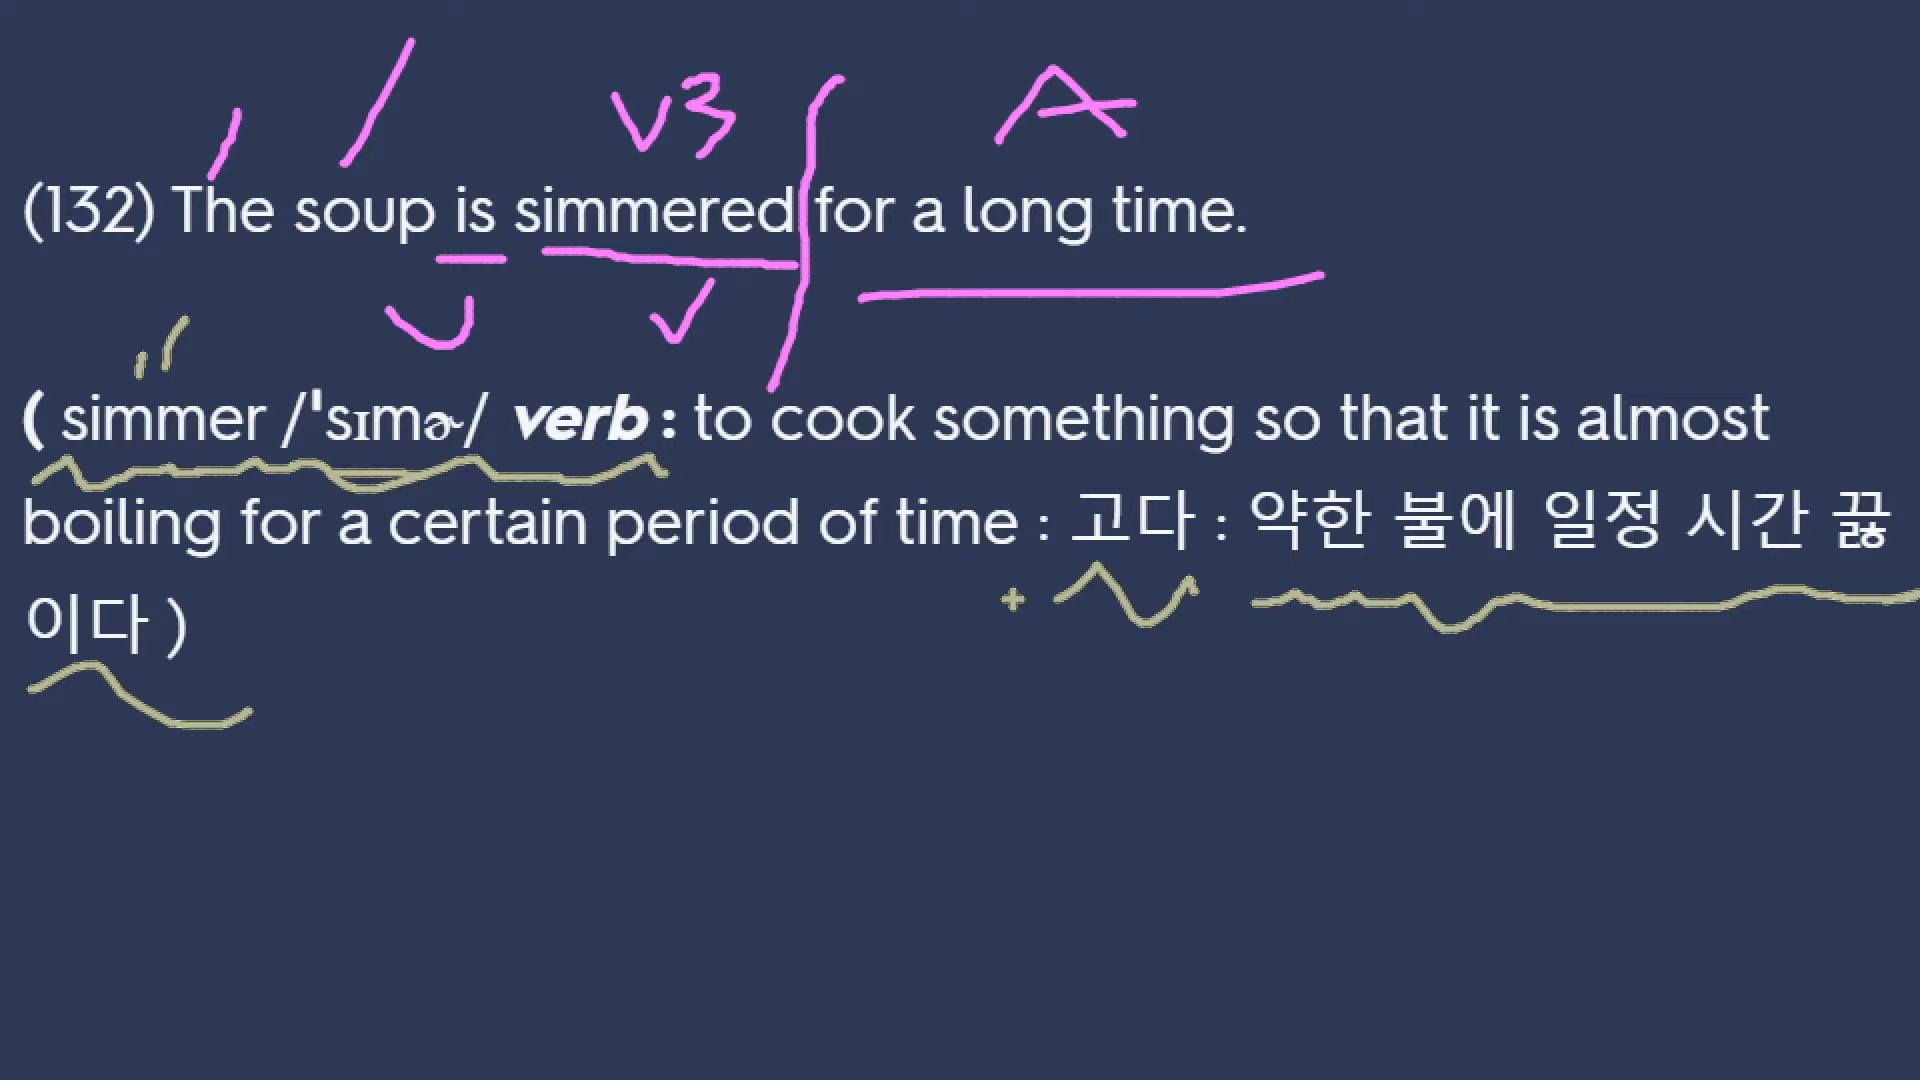 V3 A
(132) The soup is simmered for a long time.
( simmer /ˈsɪmɚ/ verb : to cook something so that it is almost
boiling for a certain period of time : 고다 : 약한 불에 일정 시간 끓
이다 )